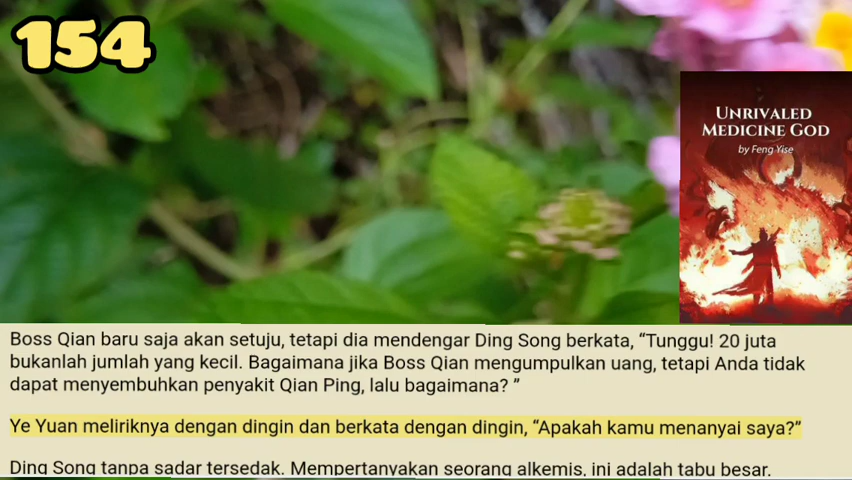 154
UNRIVALED
MEDICINE GOD
by Feng Yise
Boss Qian baru saja akan setuju, tetapi dia mendengar Ding Song berkata, “Tunggu! 20 juta
bukanlah jumlah yang kecil. Bagaimana jika Boss Qian mengumpulkan uang, tetapi Anda tidak
dapat menyembuhkan penyakit Qian Ping, lalu bagaimana? ”
Ye Yuan meliriknya dengan dingin dan berkata dengan dingin, “Apakah kamu menanyai saya?”
Ding Song tanpa sadar tersedak. Mempertanyakan seorang alkemis, ini adalah tabu besar.